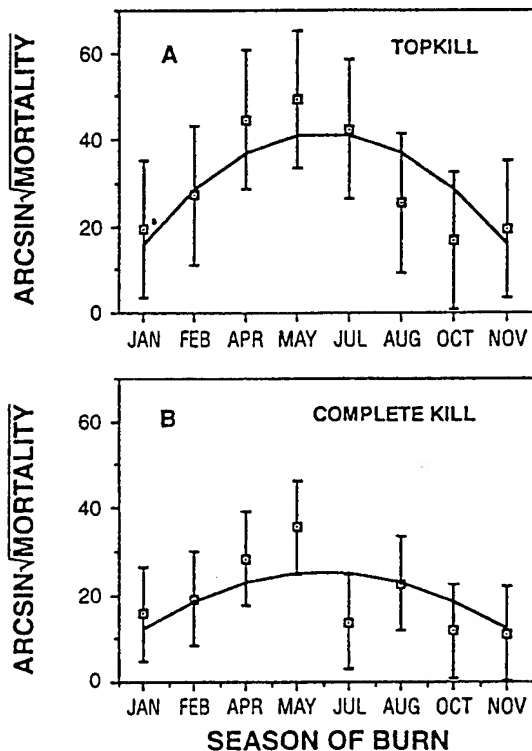 A
TOPKILL
ARCSIN√MORTALITY
60
40
20
0
JAN FEB APR MAY JUL AUG OCT NOV
B
COMPLETE KILL
ARCSIN√MORTALITY
60
40
20
0
JAN FEB APR MAY JUL AUG OCT NOV
SEASON OF BURN